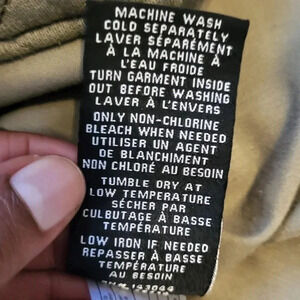 MACHINE WASH
COLD SEPARATELY
LAVER SÉPARÉMENT
À LA MACHINE À
L'EAU FROIDE
TURN GARMENT INSIDE
OUT BEFORE WASHING
LAVER À L'ENVERS
ONLY NON-CHLORINE
BLEACH WHEN NEEDED
UTILISER UN AGENT
DE BLANCHIMENT
NON CHLORÉ AU BESOIN
TUMBLE DRY AT
LOW TEMPÉRATURE
SÉCHER PAR
CULBUTAGE À BASSE
TEMPÉRATURE
LOW IRON IF NEEDED
REPASSER À BASSE
TEMPÉRATURE
AU BESOIN